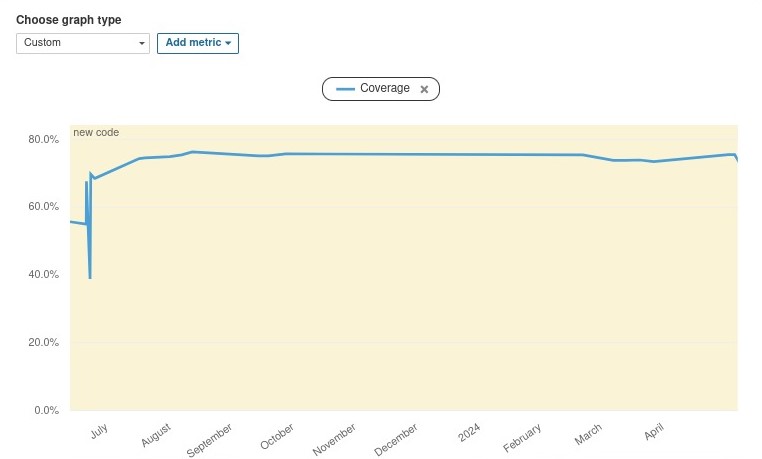 Choose graph type
Custom
Add metric
Coverage
new code
80.0%
60.0%
40.0%
20.0%
0.0%
July
August
September
October
November
December
2024
February
March
April